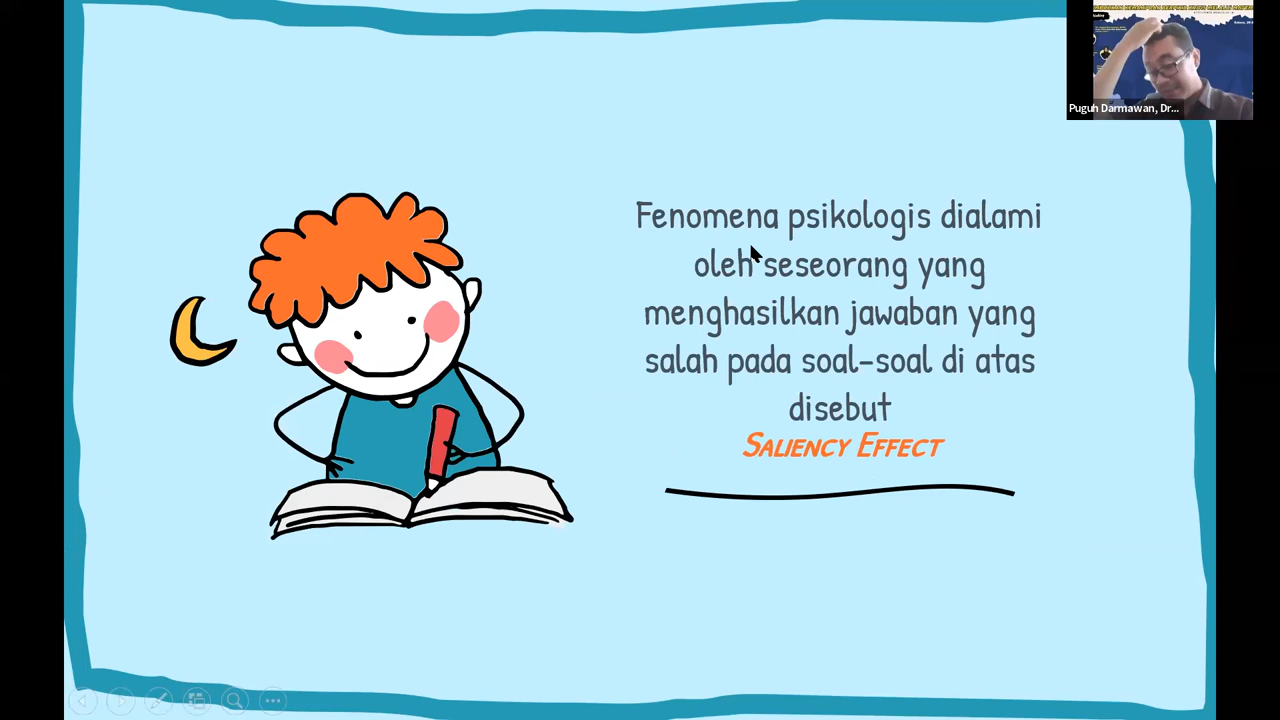 Fenomena psikologis dialami
oleh seseorang yang
menghasilkan jawaban yang
salah pada soal-soal di atas
disebut
SALIENCY EFFECT
Puguh Darmawan, Dr...